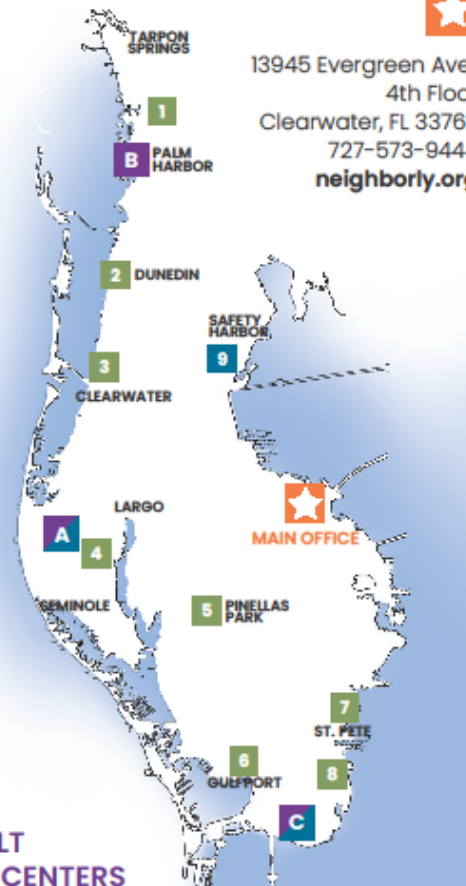 TARPON
SPRINGS
13945 Evergreen Ave
4th Floo
Clearwater, FL 3376
727-573-944
neighborly.org
1
B PALM
HARBOR
2 DUNEDIN
SAFETY
HARBOR
9
3
CLEARWATER
LARGO
MAIN OFFICE
A
4
SEMINOLE
5 PINELLAS
PARK
7
ST. PETE
6
GULFPORT
8
C
LT
CENTERS